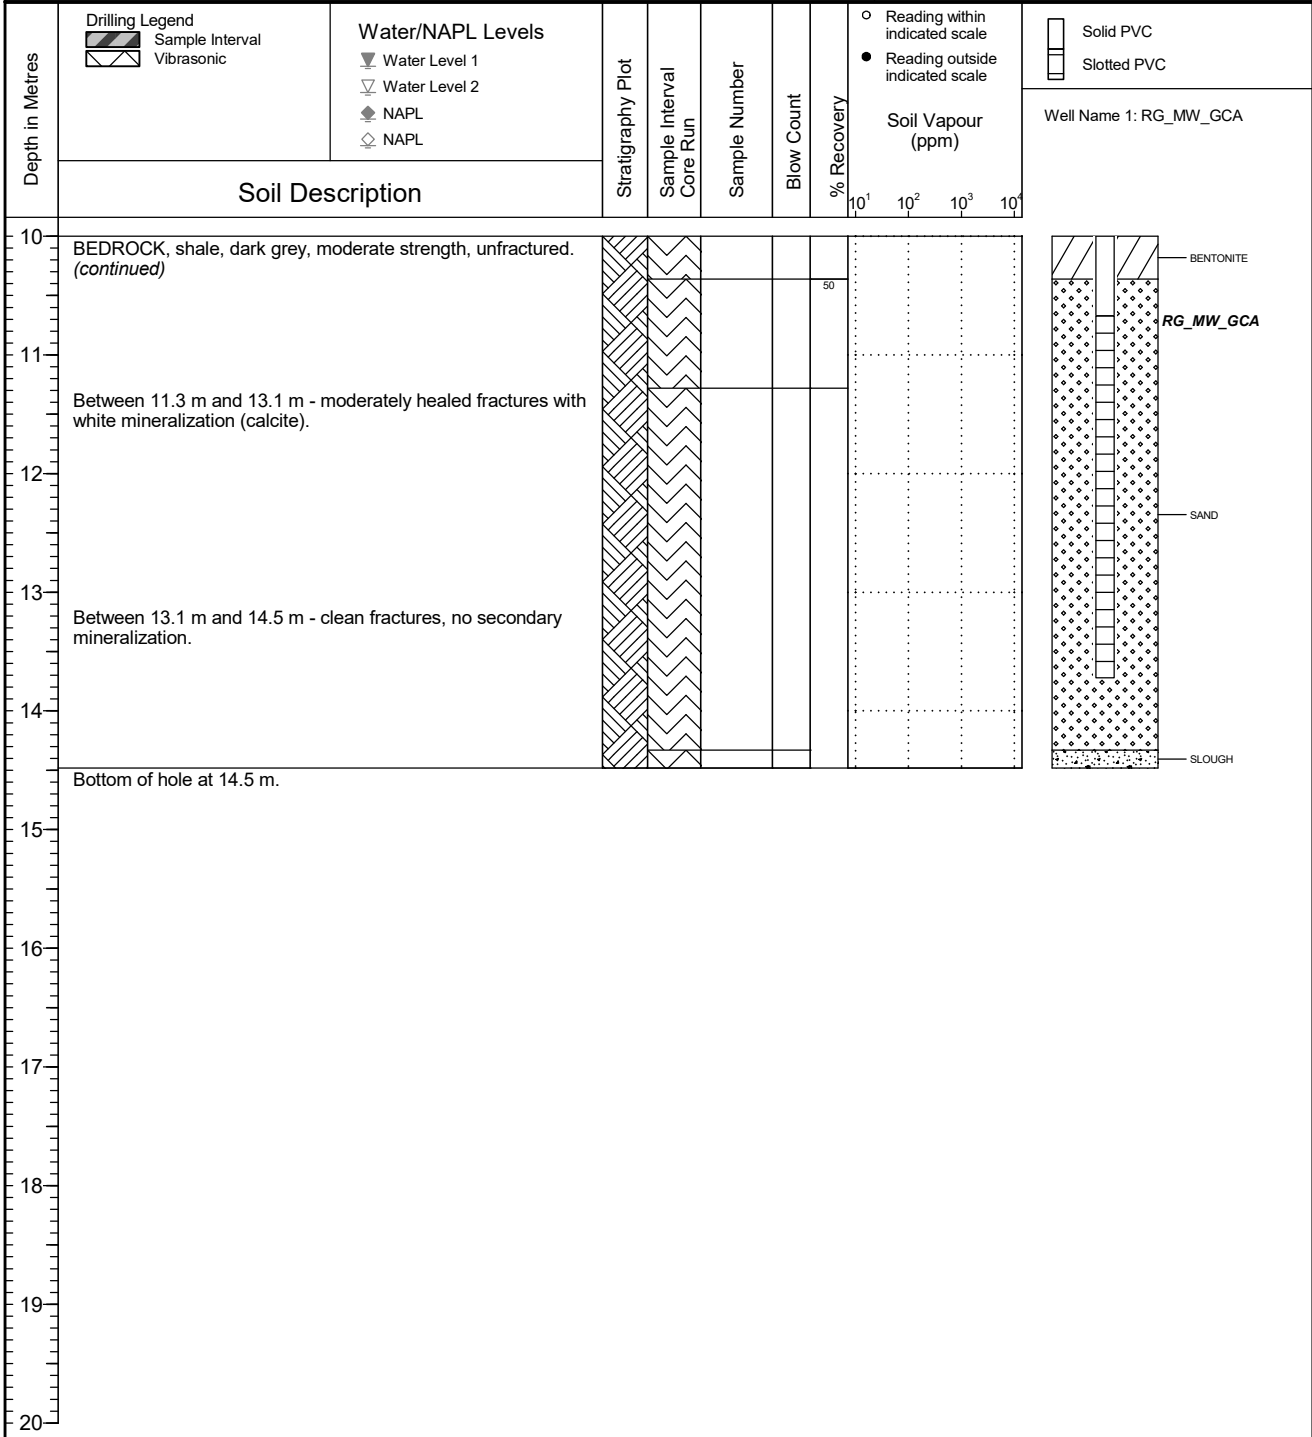 Depth in Metres
Drilling Legend
Sample Interval
Vibrasonic
Water/NAPL Levels
Water Level 1
Water Level 2
NAPL
NAPL
Soil Description
Stratigraphy Plot
Sample Interval
Core Run
Sample Number
Blow Count
% Recovery
Reading within
indicated scale
Reading outside
indicated scale
Soil Vapour
(ppm)
10¹ 10² 10³ 10⁴
Solid PVC
Slotted PVC
Well Name 1: RG_MW_GCA
10
BEDROCK, shale, dark grey, moderate strength, unfractured.
(continued)
BENTONITE
50
RG_MW_GCA
11
Between 11.3 m and 13.1 m - moderately healed fractures with
white mineralization (calcite).
12
SAND
13
Between 13.1 m and 14.5 m - clean fractures, no secondary
mineralization.
14
SLOUGH
Bottom of hole at 14.5 m.
15
16
17
18
19
20